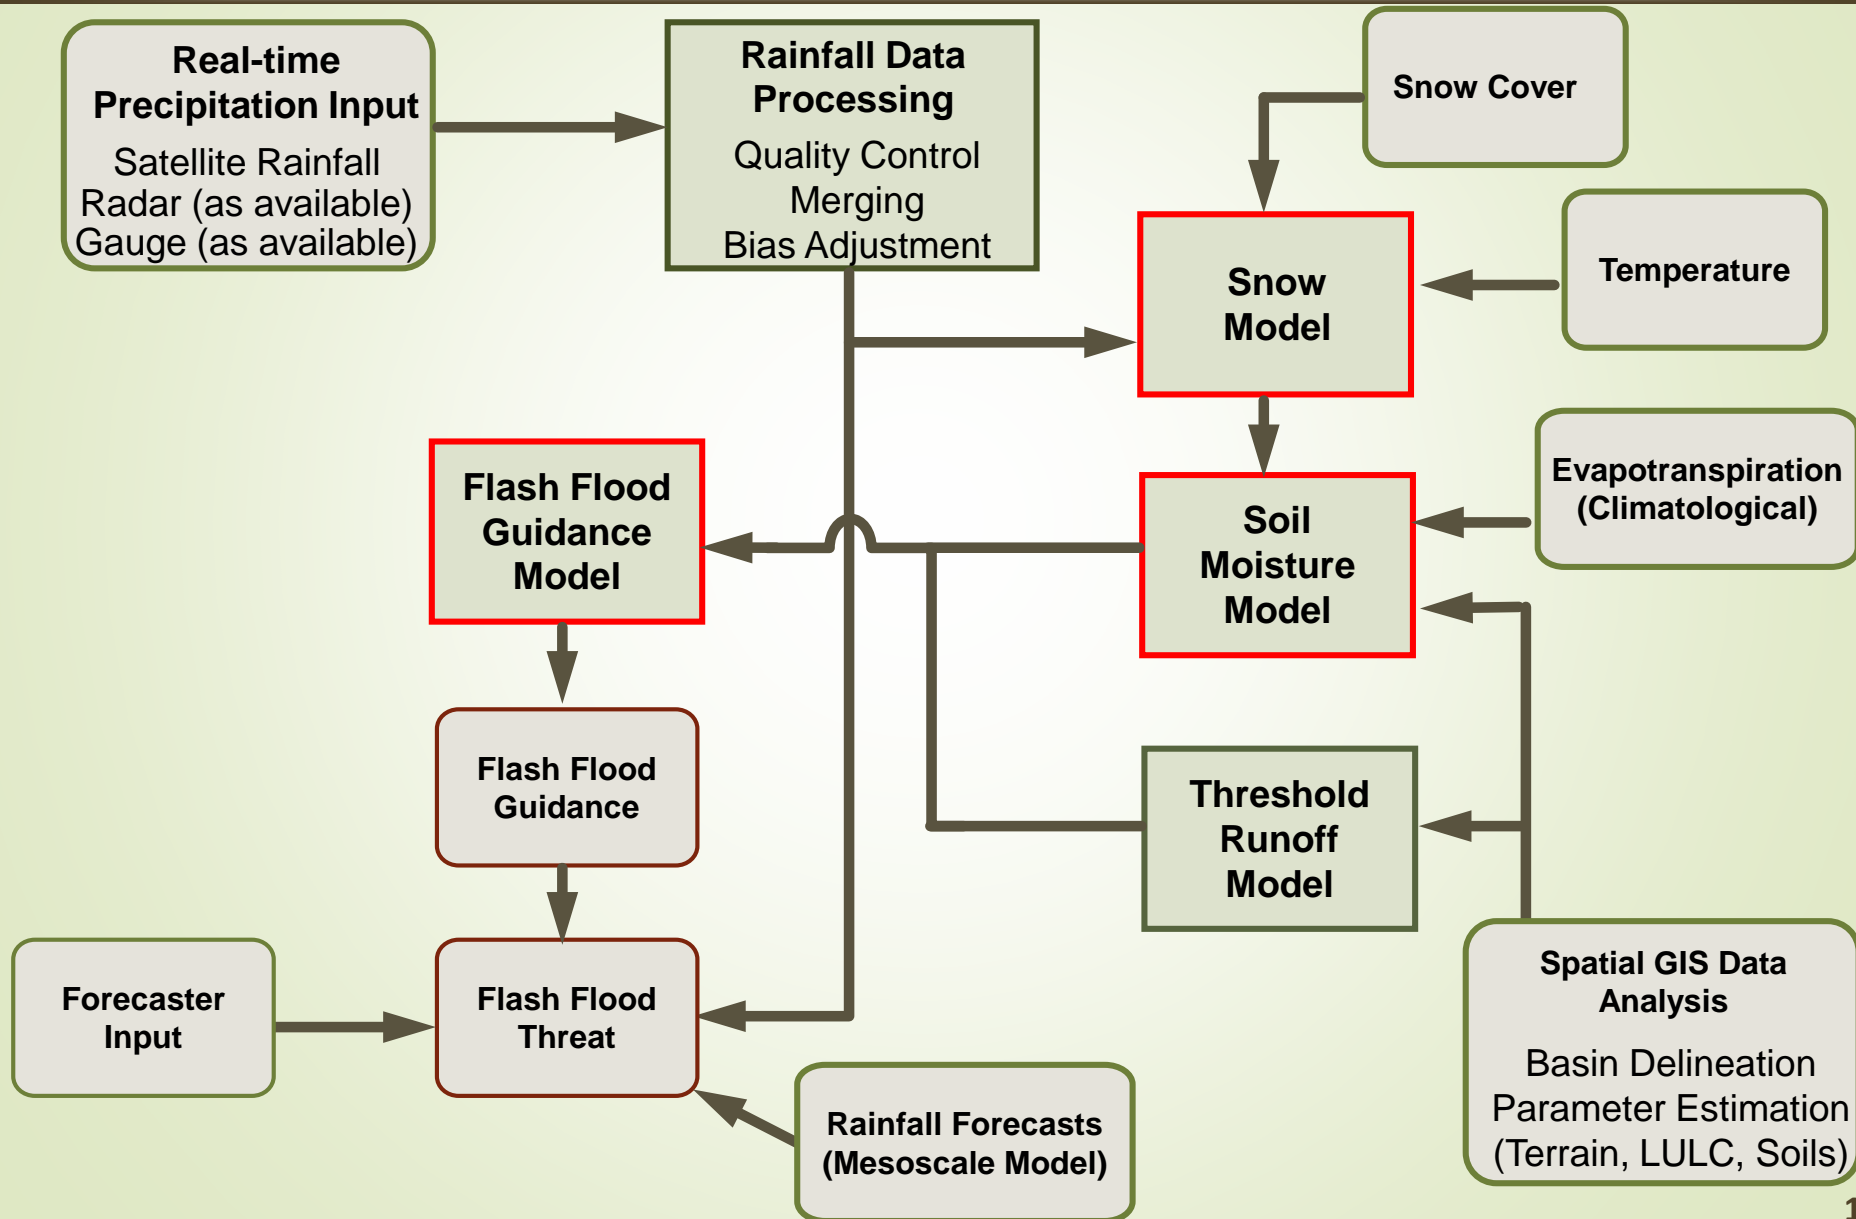 Real-time
Precipitation Input
Satellite Rainfall
Radar (as available)
Gauge (as available)
Rainfall Data
Processing
Quality Control
Merging
Bias Adjustment
Snow Cover
Snow
Model
Temperature
Evapotranspiration
(Climatological)
Flash Flood
Guidance
Model
Soil
Moisture
Model
Flash Flood
Guidance
Threshold
Runoff
Model
Forecaster
Input
Flash Flood
Threat
Rainfall Forecasts
(Mesoscale Model)
Spatial GIS Data
Analysis
Basin Delineation
Parameter Estimation
(Terrain, LULC, Soils)